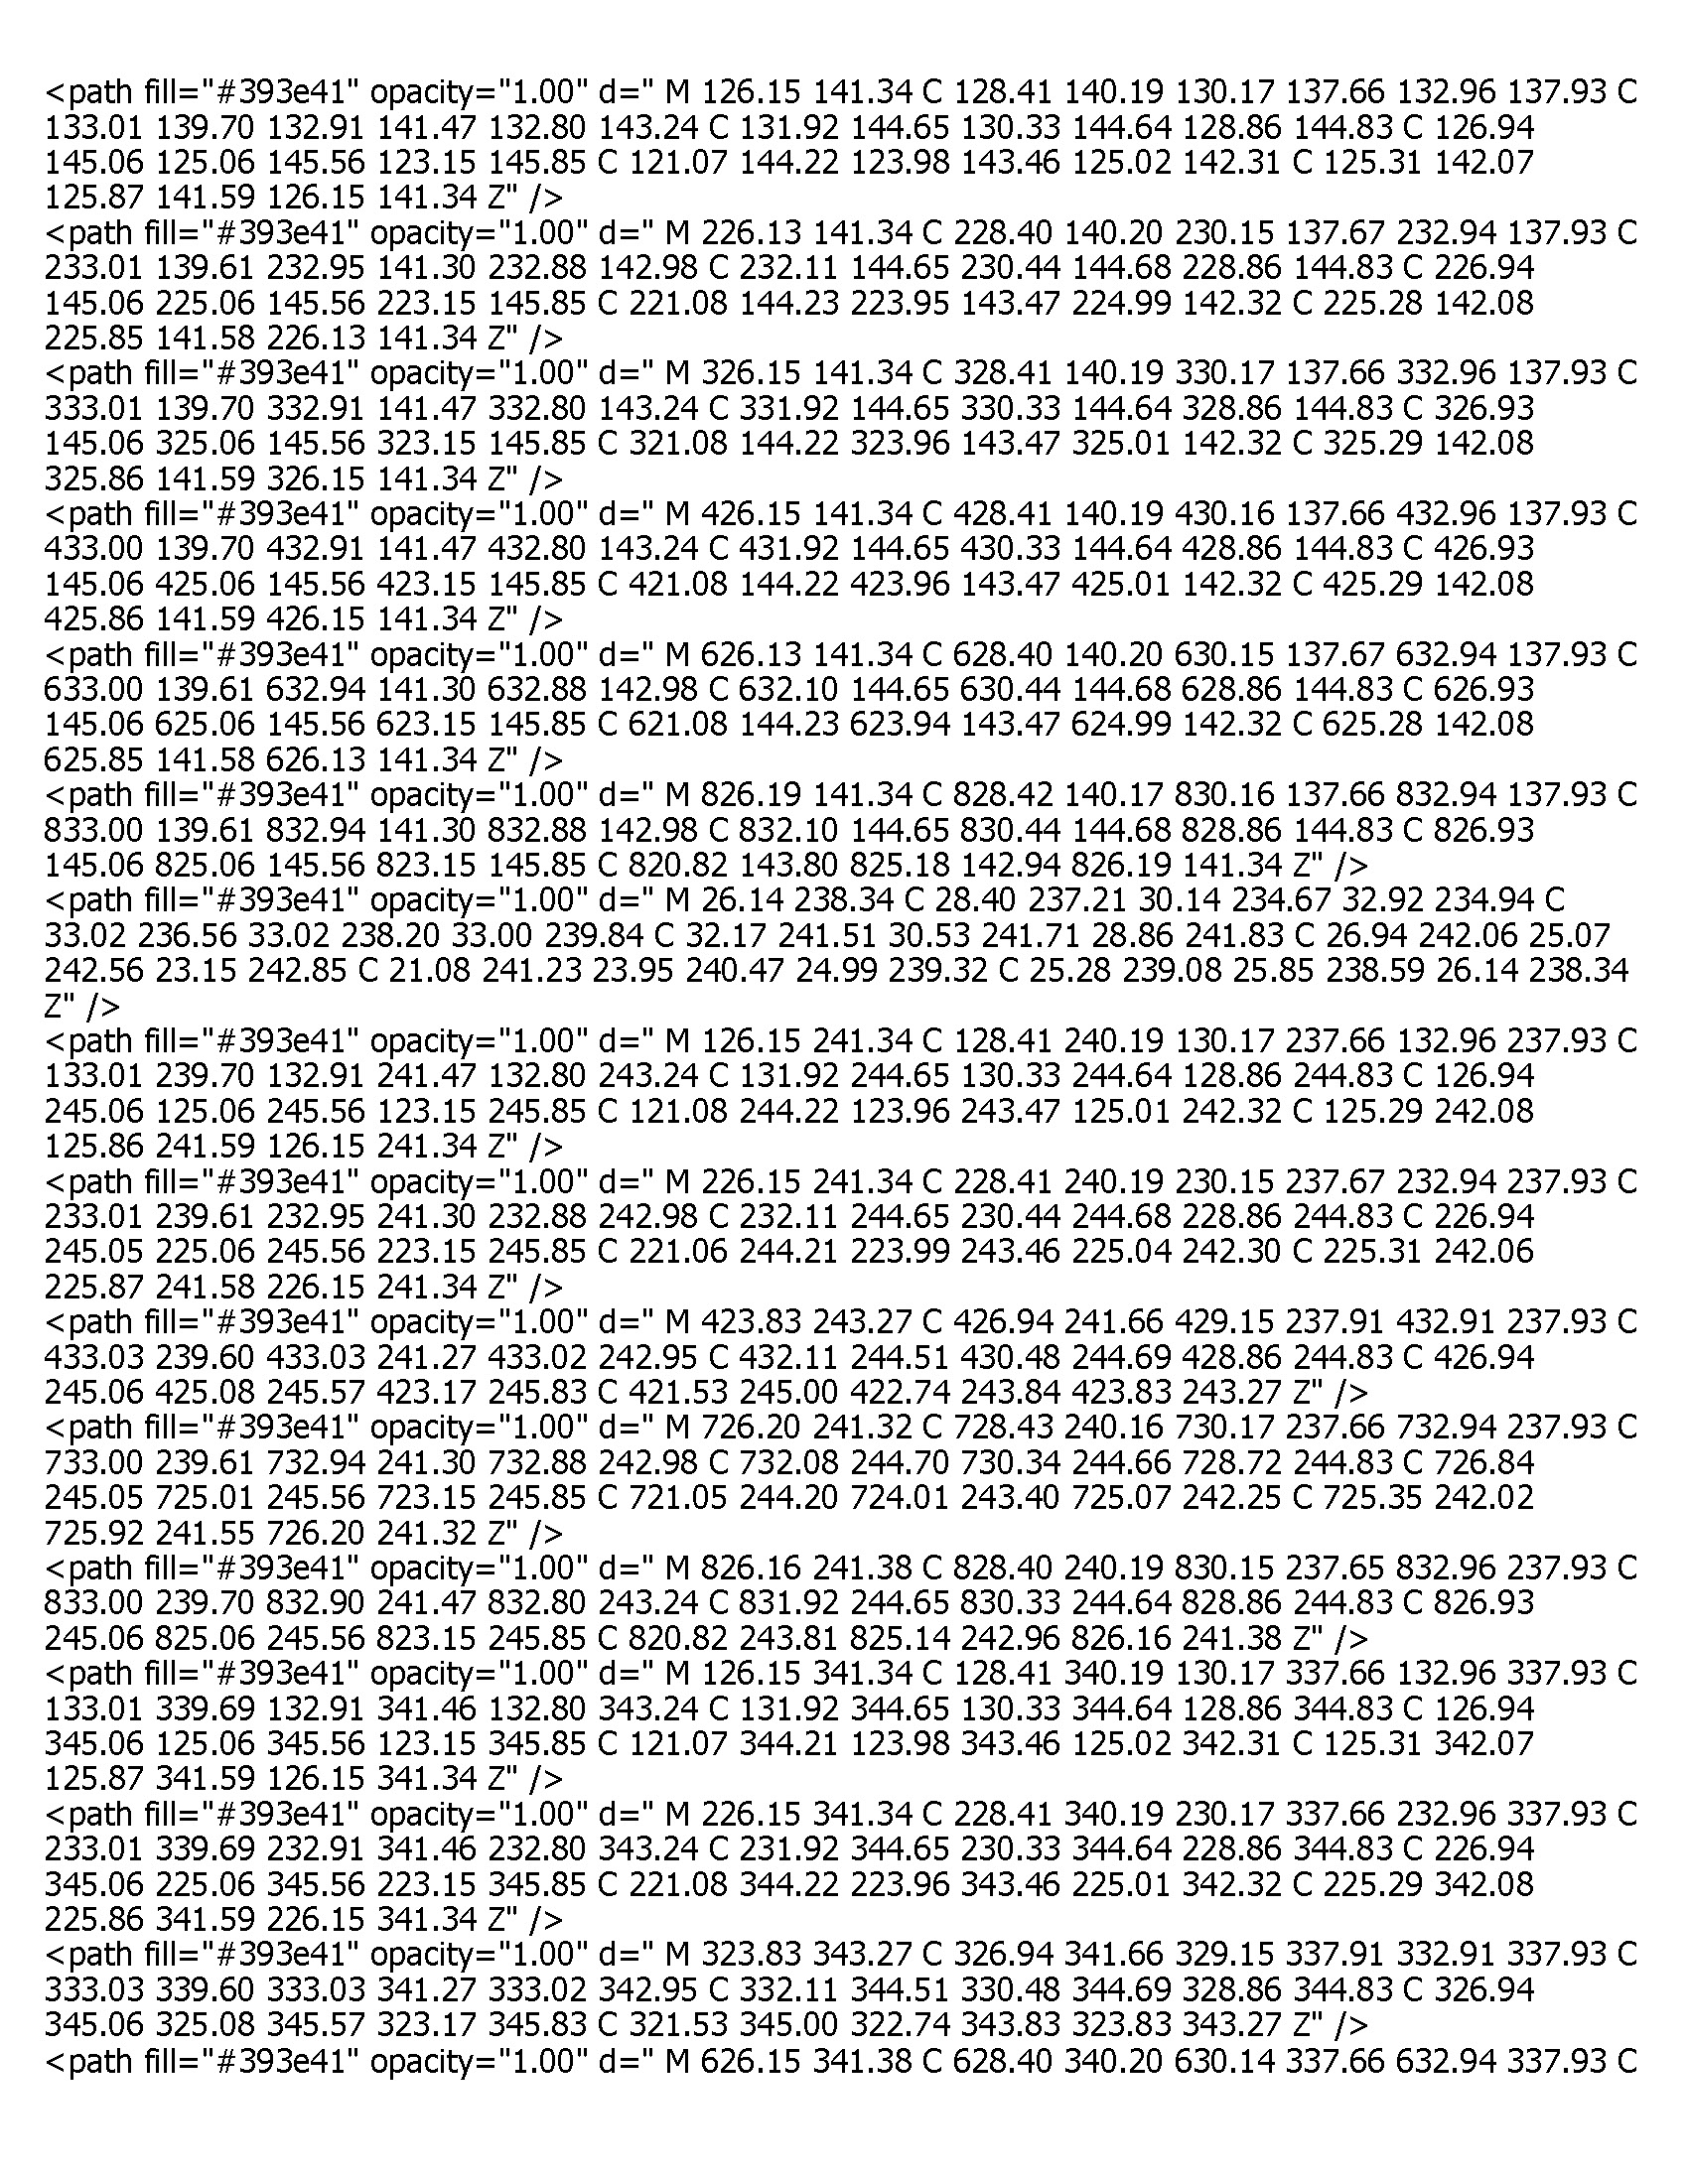 <path fill="#393e41" opacity="1.00" d=" M 126.15 141.34 C 128.41 140.19 130.17 137.66 132.96 137.93 C
133.01 139.70 132.91 141.47 132.80 143.24 C 131.92 144.65 130.33 144.64 128.86 144.83 C 126.94
145.06 125.06 145.56 123.15 145.85 C 121.07 144.22 123.98 143.46 125.02 142.31 C 125.31 142.07
125.87 141.59 126.15 141.34 Z" />
<path fill="#393e41" opacity="1.00" d=" M 226.13 141.34 C 228.40 140.20 230.15 137.67 232.94 137.93 C
233.01 139.61 232.95 141.30 232.88 142.98 C 232.11 144.65 230.44 144.68 228.86 144.83 C 226.94
145.06 225.06 145.56 223.15 145.85 C 221.08 144.23 223.95 143.47 224.99 142.32 C 225.28 142.08
225.85 141.58 226.13 141.34 Z" />
<path fill="#393e41" opacity="1.00" d=" M 326.15 141.34 C 328.41 140.19 330.17 137.66 332.96 137.93 C
333.01 139.70 332.91 141.47 332.80 143.24 C 331.92 144.65 330.33 144.64 328.86 144.83 C 326.93
145.06 325.06 145.56 323.15 145.85 C 321.08 144.22 323.96 143.47 325.01 142.32 C 325.29 142.08
325.86 141.59 326.15 141.34 Z" />
<path fill="#393e41" opacity="1.00" d=" M 426.15 141.34 C 428.41 140.19 430.16 137.66 432.96 137.93 C
433.00 139.70 432.91 141.47 432.80 143.24 C 431.92 144.65 430.33 144.64 428.86 144.83 C 426.93
145.06 425.06 145.56 423.15 145.85 C 421.08 144.22 423.96 143.47 425.01 142.32 C 425.29 142.08
425.86 141.59 426.15 141.34 Z" />
<path fill="#393e41" opacity="1.00" d=" M 626.13 141.34 C 628.40 140.20 630.15 137.67 632.94 137.93 C
633.00 139.61 632.94 141.30 632.88 142.98 C 632.10 144.65 630.44 144.68 628.86 144.83 C 626.93
145.06 625.06 145.56 623.15 145.85 C 621.08 144.23 623.94 143.47 624.99 142.32 C 625.28 142.08
625.85 141.58 626.13 141.34 Z" />
<path fill="#393e41" opacity="1.00" d=" M 826.19 141.34 C 828.42 140.17 830.16 137.66 832.94 137.93 C
833.00 139.61 832.94 141.30 832.88 142.98 C 832.10 144.65 830.44 144.68 828.86 144.83 C 826.93
145.06 825.06 145.56 823.15 145.85 C 820.82 143.80 825.18 142.94 826.19 141.34 Z" />
<path fill="#393e41" opacity="1.00" d=" M 26.14 238.34 C 28.40 237.21 30.14 234.67 32.92 234.94 C
33.02 236.56 33.02 238.20 33.00 239.84 C 32.17 241.51 30.53 241.71 28.86 241.83 C 26.94 242.06 25.07
242.56 23.15 242.85 C 21.08 241.23 23.95 240.47 24.99 239.32 C 25.28 239.08 25.85 238.59 26.14 238.34
Z" />
<path fill="#393e41" opacity="1.00" d=" M 126.15 241.34 C 128.41 240.19 130.17 237.66 132.96 237.93 C
133.01 239.70 132.91 241.47 132.80 243.24 C 131.92 244.65 130.33 244.64 128.86 244.83 C 126.94
245.06 125.06 245.56 123.15 245.85 C 121.08 244.22 123.96 243.47 125.01 242.32 C 125.29 242.08
125.86 241.59 126.15 241.34 Z" />
<path fill="#393e41" opacity="1.00" d=" M 226.15 241.34 C 228.41 240.19 230.15 237.67 232.94 237.93 C
233.01 239.61 232.95 241.30 232.88 242.98 C 232.11 244.65 230.44 244.68 228.86 244.83 C 226.94
245.05 225.06 245.56 223.15 245.85 C 221.06 244.21 223.99 243.46 225.04 242.30 C 225.31 242.06
225.87 241.58 226.15 241.34 Z" />
<path fill="#393e41" opacity="1.00" d=" M 423.83 243.27 C 426.94 241.66 429.15 237.91 432.91 237.93 C
433.03 239.60 433.03 241.27 433.02 242.95 C 432.11 244.51 430.48 244.69 428.86 244.83 C 426.94
245.06 425.08 245.57 423.17 245.83 C 421.53 245.00 422.74 243.84 423.83 243.27 Z" />
<path fill="#393e41" opacity="1.00" d=" M 726.20 241.32 C 728.43 240.16 730.17 237.66 732.94 237.93 C
733.00 239.61 732.94 241.30 732.88 242.98 C 732.08 244.70 730.34 244.66 728.72 244.83 C 726.84
245.05 725.01 245.56 723.15 245.85 C 721.05 244.20 724.01 243.40 725.07 242.25 C 725.35 242.02
725.92 241.55 726.20 241.32 Z" />
<path fill="#393e41" opacity="1.00" d=" M 826.16 241.38 C 828.40 240.19 830.15 237.65 832.96 237.93 C
833.00 239.70 832.90 241.47 832.80 243.24 C 831.92 244.65 830.33 244.64 828.86 244.83 C 826.93
245.06 825.06 245.56 823.15 245.85 C 820.82 243.81 825.14 242.96 826.16 241.38 Z" />
<path fill="#393e41" opacity="1.00" d=" M 126.15 341.34 C 128.41 340.19 130.17 337.66 132.96 337.93 C
133.01 339.69 132.91 341.46 132.80 343.24 C 131.92 344.65 130.33 344.64 128.86 344.83 C 126.94
345.06 125.06 345.56 123.15 345.85 C 121.07 344.21 123.98 343.46 125.02 342.31 C 125.31 342.07
125.87 341.59 126.15 341.34 Z" />
<path fill="#393e41" opacity="1.00" d=" M 226.15 341.34 C 228.41 340.19 230.17 337.66 232.96 337.93 C
233.01 339.69 232.91 341.46 232.80 343.24 C 231.92 344.65 230.33 344.64 228.86 344.83 C 226.94
345.06 225.06 345.56 223.15 345.85 C 221.08 344.22 223.96 343.46 225.01 342.32 C 225.29 342.08
225.86 341.59 226.15 341.34 Z" />
<path fill="#393e41" opacity="1.00" d=" M 323.83 343.27 C 326.94 341.66 329.15 337.91 332.91 337.93 C
333.03 339.60 333.03 341.27 333.02 342.95 C 332.11 344.51 330.48 344.69 328.86 344.83 C 326.94
345.06 325.08 345.57 323.17 345.83 C 321.53 345.00 322.74 343.83 323.83 343.27 Z" />
<path fill="#393e41" opacity="1.00" d=" M 626.15 341.38 C 628.40 340.20 630.14 337.66 632.94 337.93 C